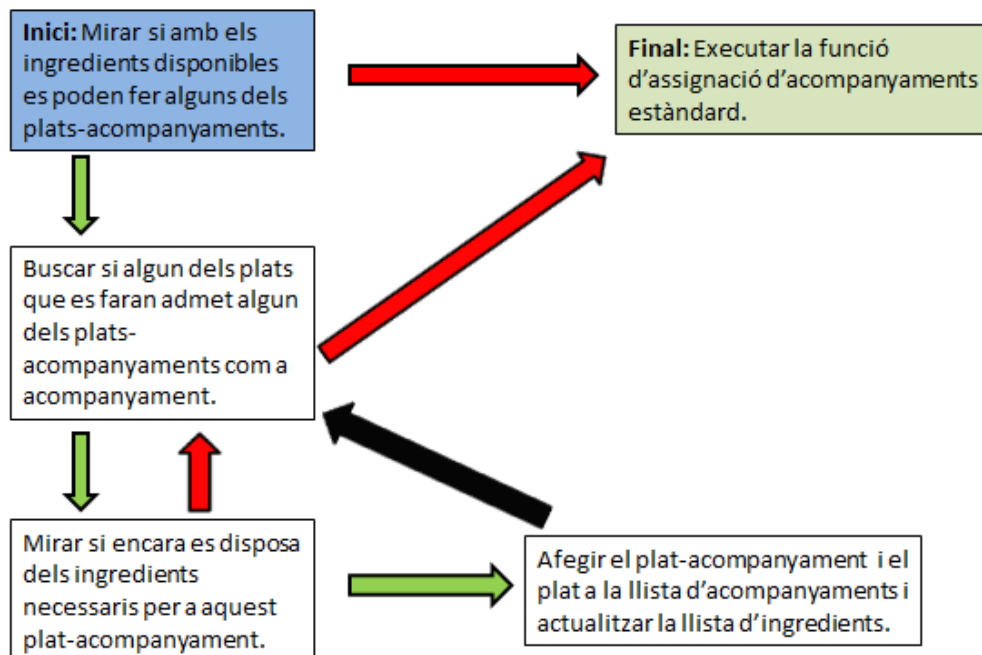 Inici: Mirar si amb els
ingredients disponibles
es poden fer alguns dels
plats-acompanyaments.
Final: Executar la funció
d'assignació d'acompanyaments
estàndard.
Buscar si algun dels plats
que es faran admet algun
dels plats-
acompanyaments com a
acompanyament.
Mirar si encara es disposa
dels ingredients
necessaris per a aquest
plat-acompanyament.
Afegir el plat-acompanyament i el
plat a la llista d'acompanyaments i
actualitzar la llista d'ingredients.